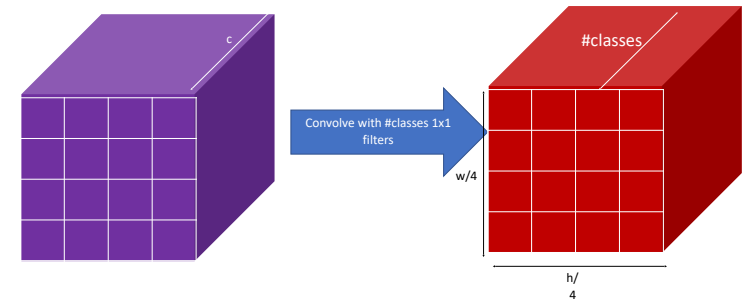 c
#classes
Convolve with #classes 1x1
filters
w/4
h/
4